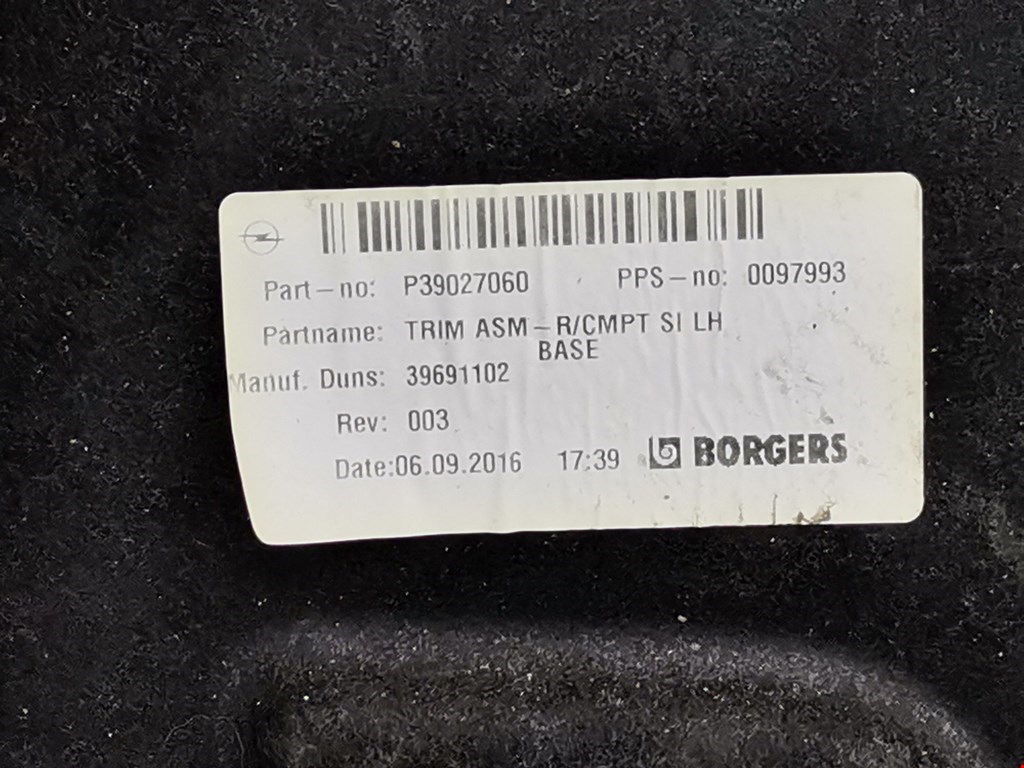 Part-no: P39027060 PPS-no: 0097993
Partname: TRIM ASM-R/CMPT SI LH
BASE
Manuf. Duns: 39691102
Rev: 003
Date:06.09.2016 17:39 BORGERS